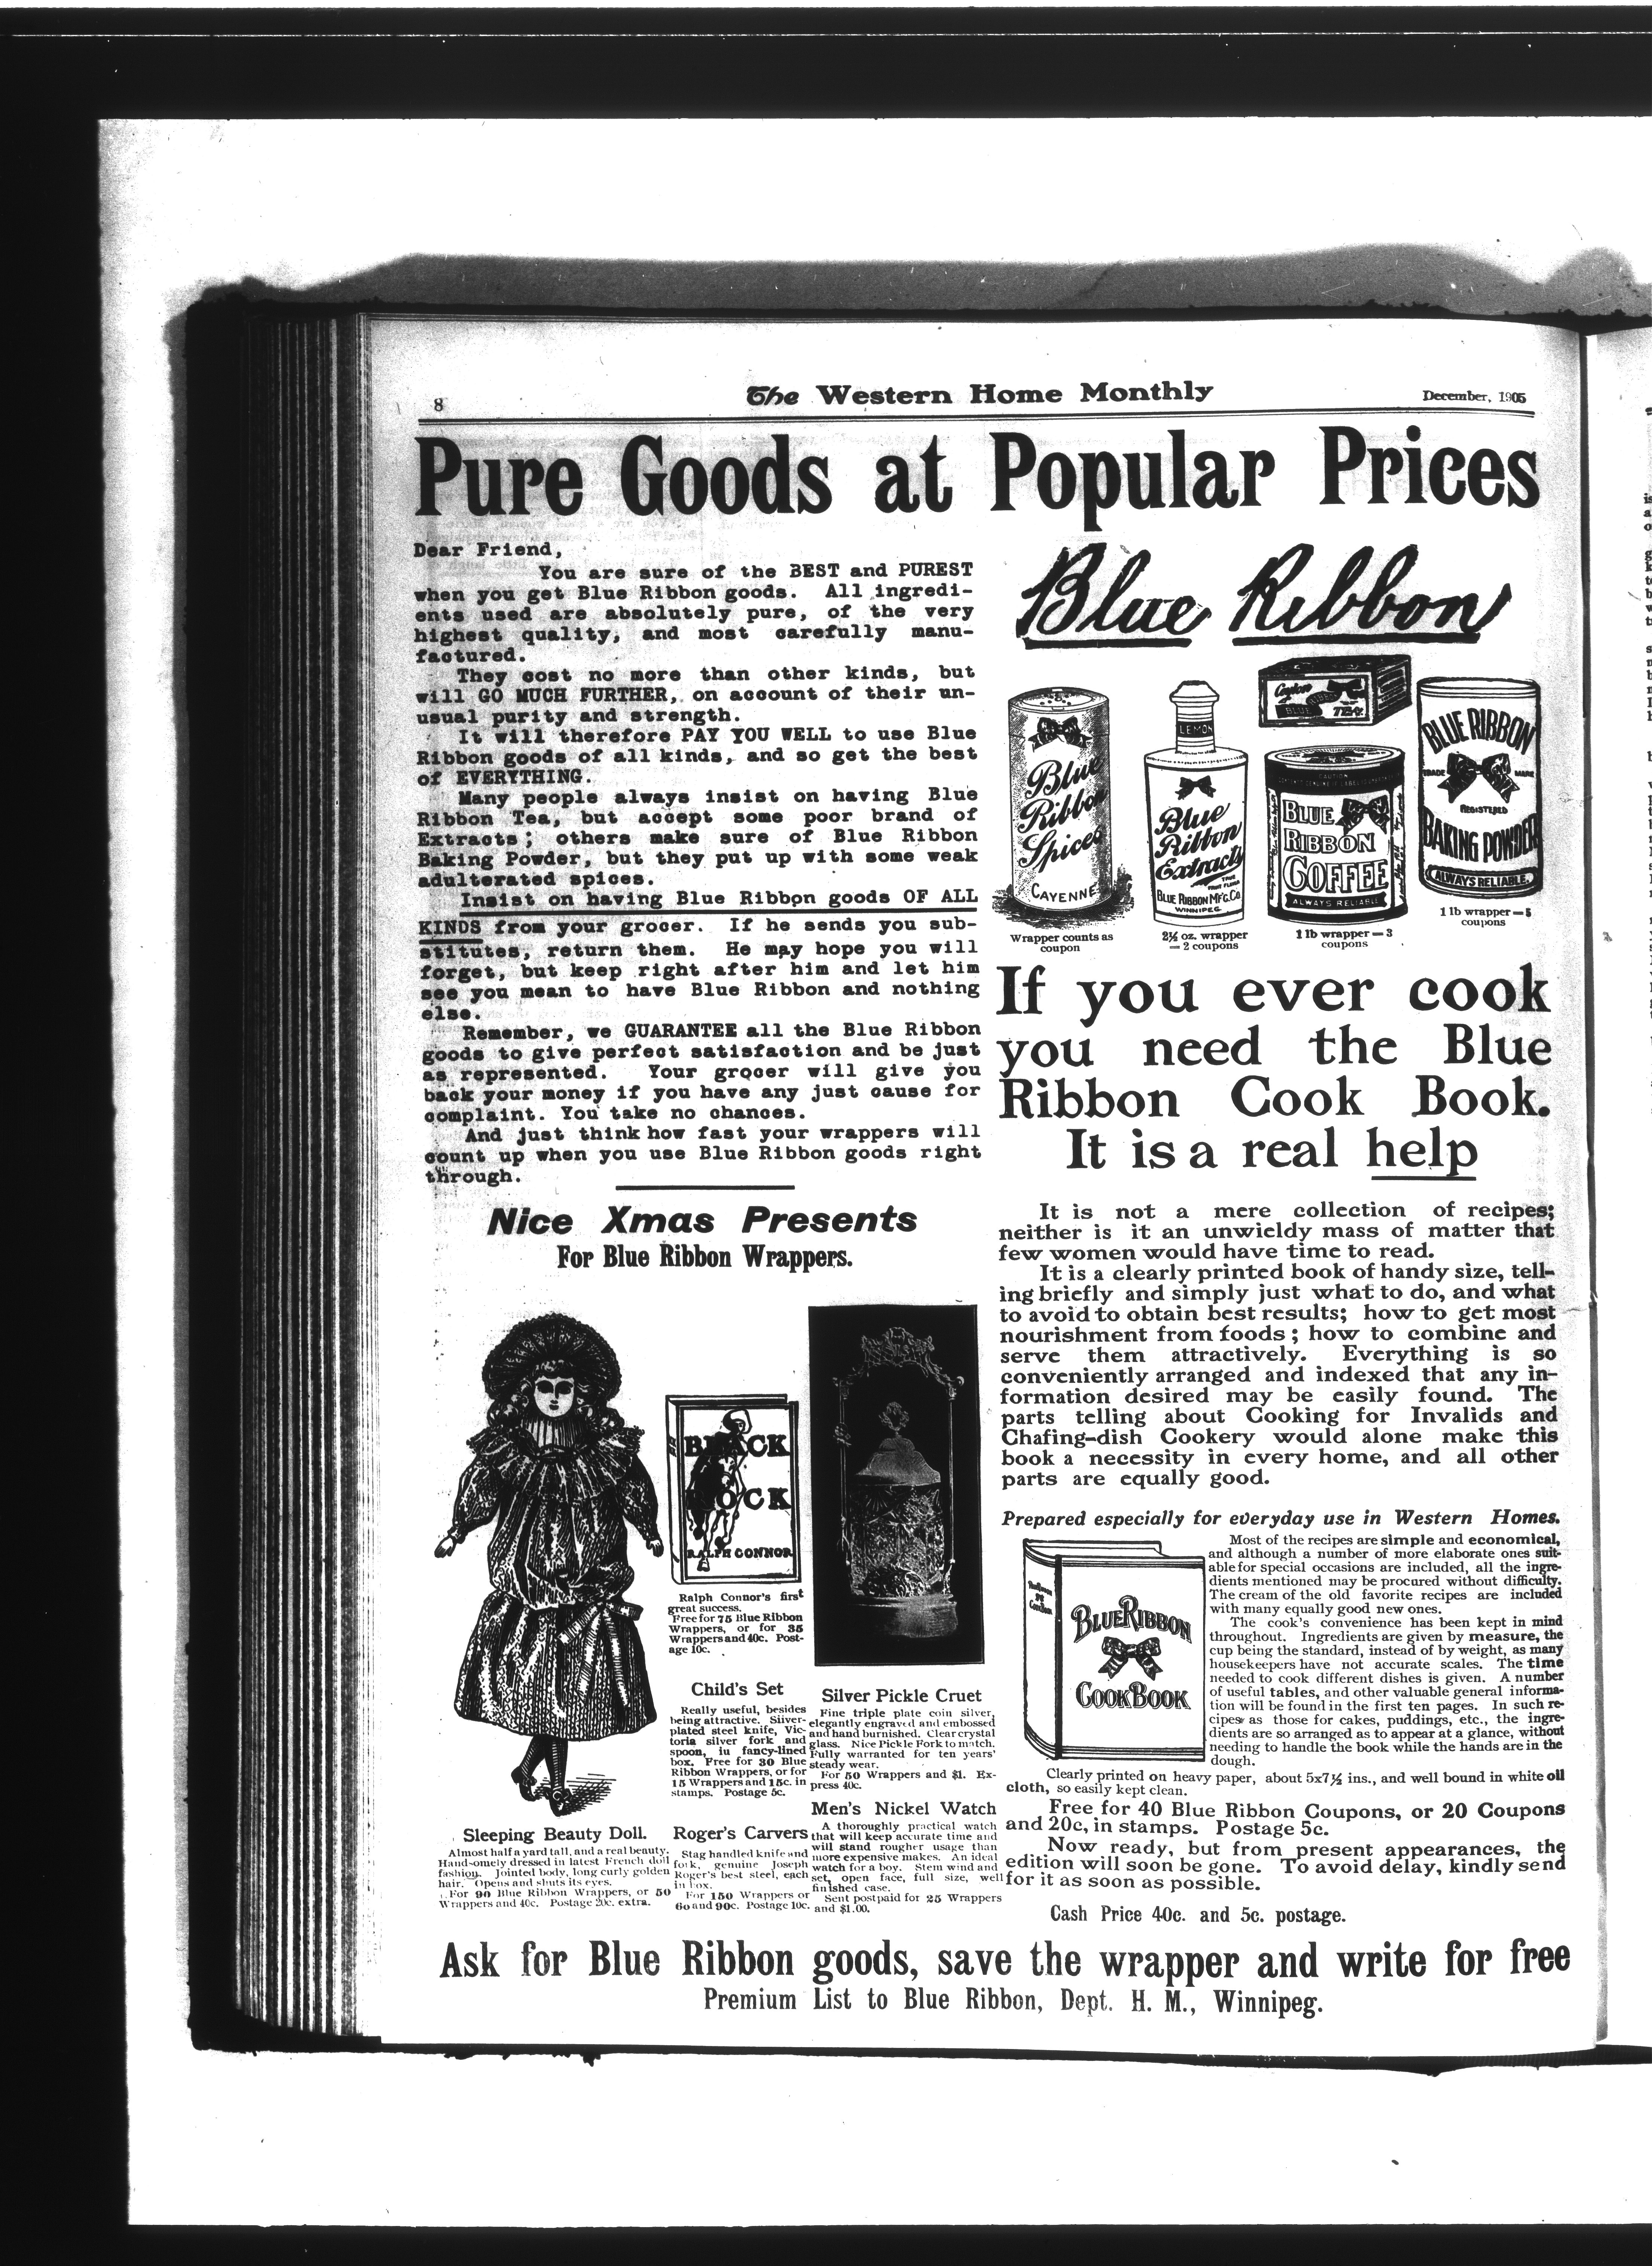 8
The Western Home Monthly
December, 1905
Pure Goods at Popular Prices
Dear Friend,
You are sure of the BEST and PUREST
when you get Blue Ribbon goods. All ingredi-
ents used are absolutely pure, of the very
highest quality, and most carefully manu-
factured.
They cost no more than other kinds, but
will GO MUCH FURTHER, on account of their un-
usual purity and strength.
It will therefore PAY YOU WELL to use Blue
Ribbon goods of all kinds, and so get the best
of EVERYTHING.
Many people always insist on having Blue
Ribbon Tea, but accept some poor brand of
Extracts; others make sure of Blue Ribbon
Baking Powder, but they put up with some weak
adulterated spices.
Insist on having Blue Ribbon goods OF ALL
KINDS from your grocer. If he sends you sub-
stitutes, return them. He may hope you will
forget, but keep right after him and let him
see you mean to have Blue Ribbon and nothing
else.
Remember, we GUARANTEE all the Blue Ribbon
goods to give perfect satisfaction and be just
as represented. Your grocer will give you
back your money if you have any just cause for
complaint. You take no chances.
And just think how fast your wrappers will
count up when you use Blue Ribbon goods right
through.
Nice Xmas Presents
For Blue Ribbon Wrappers.
BLACK
ROCK
RALPH CONNOR
Ralph Connor's first
great success.
Free for 75 Blue Ribbon
Wrappers, or for 35
Wrappers and 40c. Post-
age 10c.
Child's Set
Really useful, besides
being attractive. Silver-
plated steel knife, Vic-
toria silver fork and
spoon, in fancy-lined
box. Free for 30 Blue
Ribbon Wrappers, or for
15 Wrappers and 15c. in
stamps. Postage 5c.
Silver Pickle Cruet
Fine triple plate coin silver,
elegantly engraved and embossed
and hand burnished. Clear crystal
glass. Nice Pickle Fork to match.
Fully warranted for ten years'
steady wear.
For 50 Wrappers and $1. Ex-
press 40c.
Sleeping Beauty Doll.
Almost half a yard tall, and a real beauty.
Handsomely dressed in latest French doll
fashion. Jointed body, long curly golden
hair. Opens and shuts its eyes.
For 90 Blue Ribbon Wrappers, or 50
Wrappers and 40c. Postage 20c. extra.
Roger's Carvers
Stag handled knife and
fork, genuine Joseph
Roger's best steel, each
in box.
For 150 Wrappers or
60 and 90c. Postage 10c.
Men's Nickel Watch
A thoroughly practical watch
that will keep accurate time and
will stand rougher usage than
more expensive makes. An ideal
watch for a boy. Stem wind and
set, open face, full size, well
finished case.
Sent postpaid for 25 Wrappers
and $1.00.
Blue Ribbon
Blue
Ribbon
Spices
CAYENNE
Wrapper counts as
coupon
LEMON
Blue
Ribbon
Extracts
BLUE RIBBON MFG. CO.
WINNIPEG
2½ oz. wrapper
= 2 coupons
Ceylon
BLUE
TEA
BLUE
RIBBON
COFFEE
ALWAYS RELIABLE
1 lb wrapper = 3
coupons
BLUE RIBBON
TRADE MARK
REGISTERED
BAKING POWDER
ALWAYS RELIABLE.
1 lb wrapper = 5
coupons
If you ever cook
you need the Blue
Ribbon Cook Book.
It is a real help
It is not a mere collection of recipes;
neither is it an unwieldy mass of matter that
few women would have time to read.
It is a clearly printed book of handy size, tell-
ing briefly and simply just what to do, and what
to avoid to obtain best results; how to get most
nourishment from foods; how to combine and
serve them attractively. Everything is so
conveniently arranged and indexed that any in-
formation desired may be easily found. The
parts telling about Cooking for Invalids and
Chafing-dish Cookery would alone make this
book a necessity in every home, and all other
parts are equally good.
Prepared especially for everyday use in Western Homes.
BLUE RIBBON
COOK BOOK
Most of the recipes are simple and economical,
and although a number of more elaborate ones suit-
able for special occasions are included, all the ingre-
dients mentioned may be procured without difficulty.
The cream of the old favorite recipes are included
with many equally good new ones.
The cook's convenience has been kept in mind
throughout. Ingredients are given by measure, the
cup being the standard, instead of by weight, as many
housekeepers have not accurate scales. The time
needed to cook different dishes is given. A number
of useful tables, and other valuable general informa-
tion will be found in the first ten pages. In such re-
cipes as those for cakes, puddings, etc., the ingre-
dients are so arranged as to appear at a glance, without
needing to handle the book while the hands are in the
dough.
Clearly printed on heavy paper, about 5x7½ ins., and well bound in white oil
cloth, so easily kept clean.
Free for 40 Blue Ribbon Coupons, or 20 Coupons
and 20c, in stamps. Postage 5c.
Now ready, but from present appearances, the
edition will soon be gone. To avoid delay, kindly send
for it as soon as possible.
Cash Price 40c. and 5c. postage.
Ask for Blue Ribbon goods, save the wrapper and write for free
Premium List to Blue Ribbon, Dept. H. M., Winnipeg.